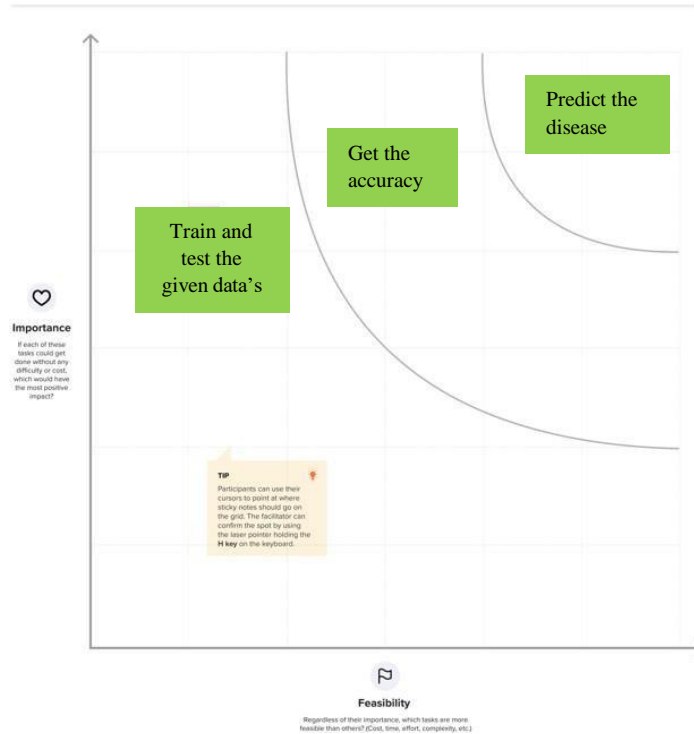 Predict the
disease
Get the
accuracy
Train and
test the
given data’s
Importance
If each of these
tasks could get
done without any
difficulty or cost,
which would have
the most positive
impact?
TIP
Participants can use their
cursors to point at where
sticky notes should go on
the grid. The facilitator can
confirm the spot by using
the laser pointer holding the
H key on the keyboard.
Feasibility
Regardless of their importance, which tasks are more
feasible than others? (Cost, time, effort, complexity, etc.)